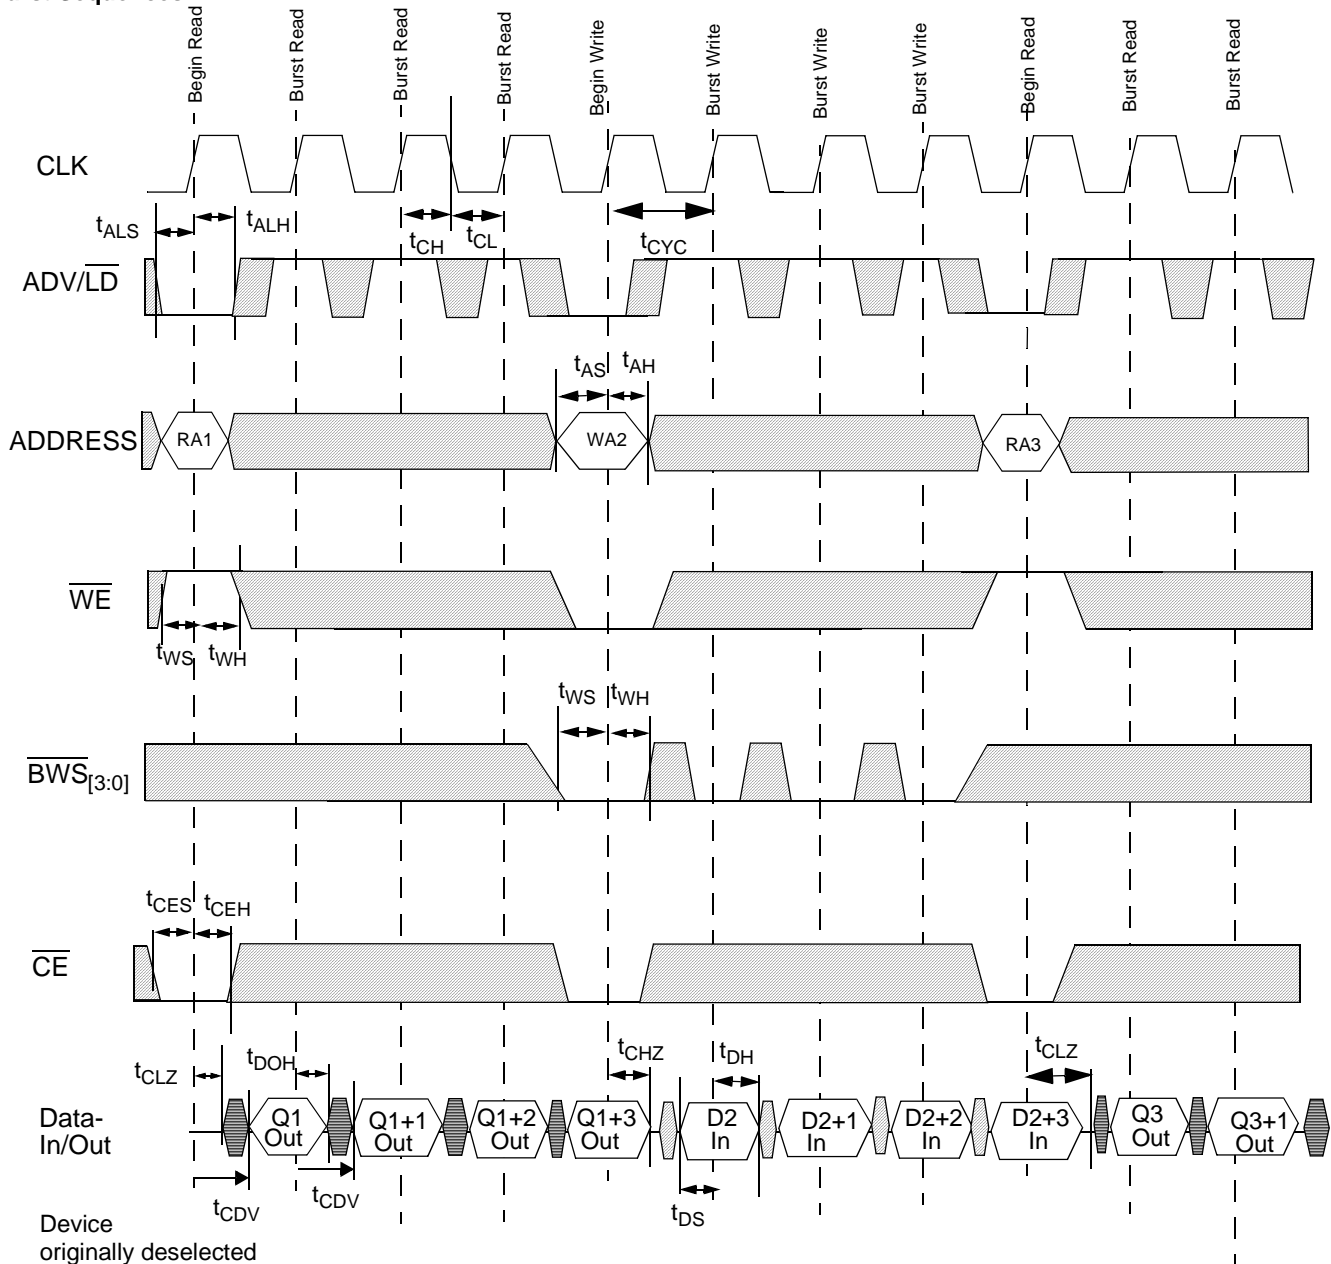 Begin Read
Burst Read
Burst Read
Burst Read
Begin Write
Burst Write
Burst Write
Burst Write
Begin Read
Burst Read
Burst Read
CLK
tALS
tALH
tCH
tCL
tCYC
ADV/LD
tAS
tAH
ADDRESS
RA1
WA2
RA3
WE
tWS
tWH
tWS
tWH
BWS[3:0]
tCES
tCEH
CE
tCLZ
tDOH
tCHZ
tDH
tCLZ
Data-
In/Out
Q1
Out
Q1+1
Out
Q1+2
Out
Q1+3
Out
D2
In
D2+1
In
D2+2
In
D2+3
In
Q3
Out
Q3+1
Out
tCDV
tCDV
tDS
Device
originally deselected